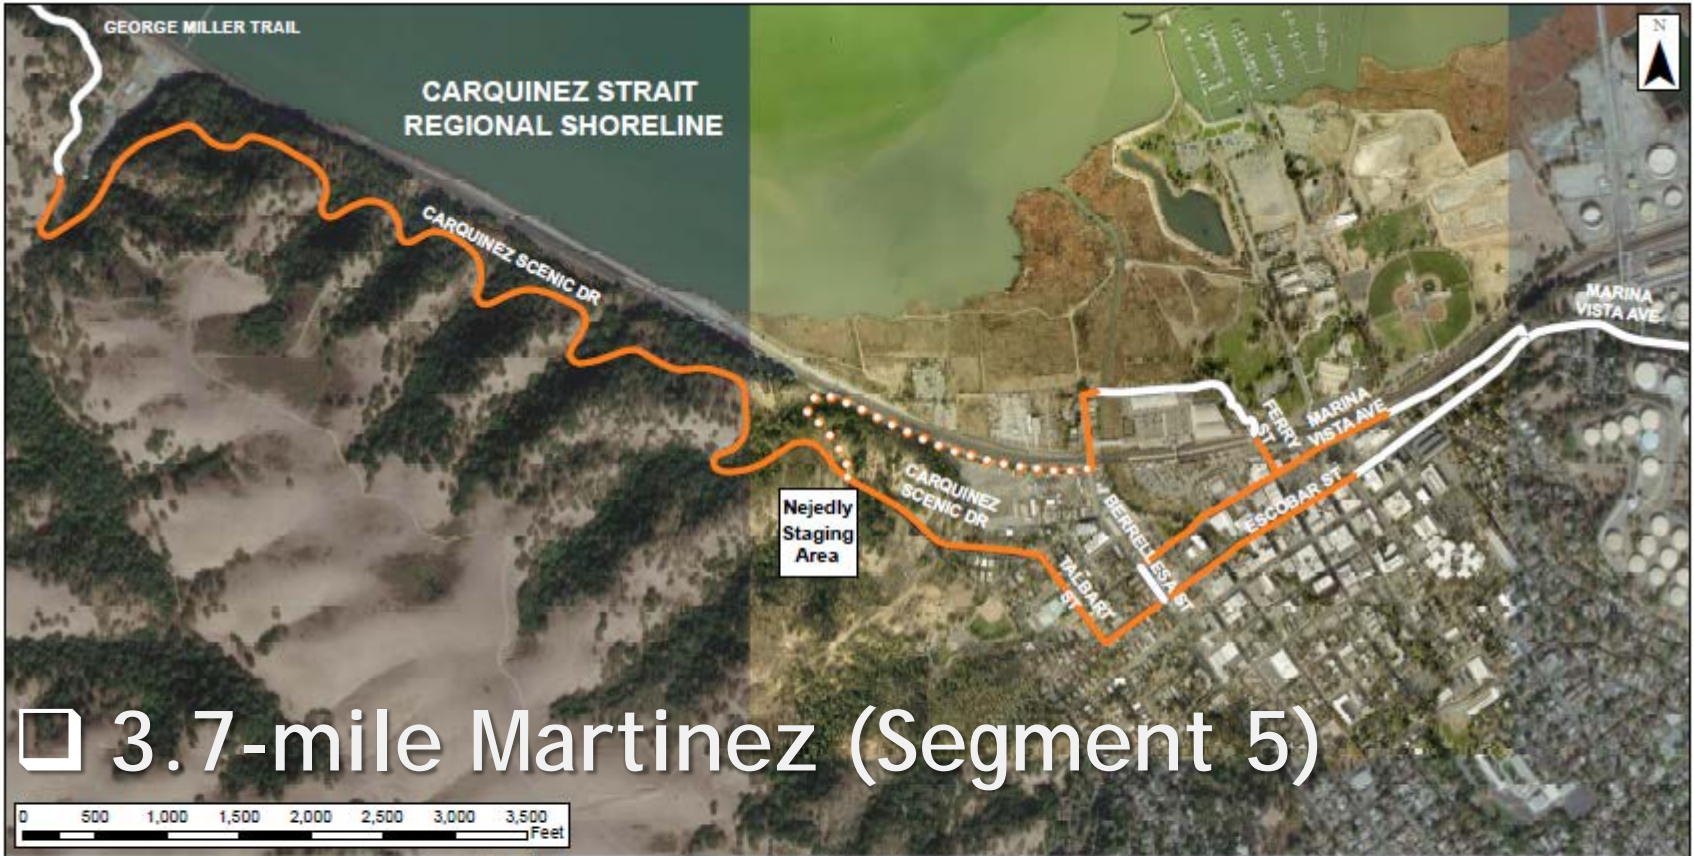 GEORGE MILLER TRAIL
N
CARQUINEZ STRAIT
REGIONAL SHORELINE
CARQUINEZ SCENIC DR
MARINA
VISTA AVE
FERRY
ST
MARINA
VISTA AVE
CARQUINEZ
SCENIC DR
ESCOBAR ST
BERRELLESA ST
Nejedly
Staging
Area
TALBART
ST
❑ 3.7-mile Martinez (Segment 5)
0 500 1,000 1,500 2,000 2,500 3,000 3,500
Feet